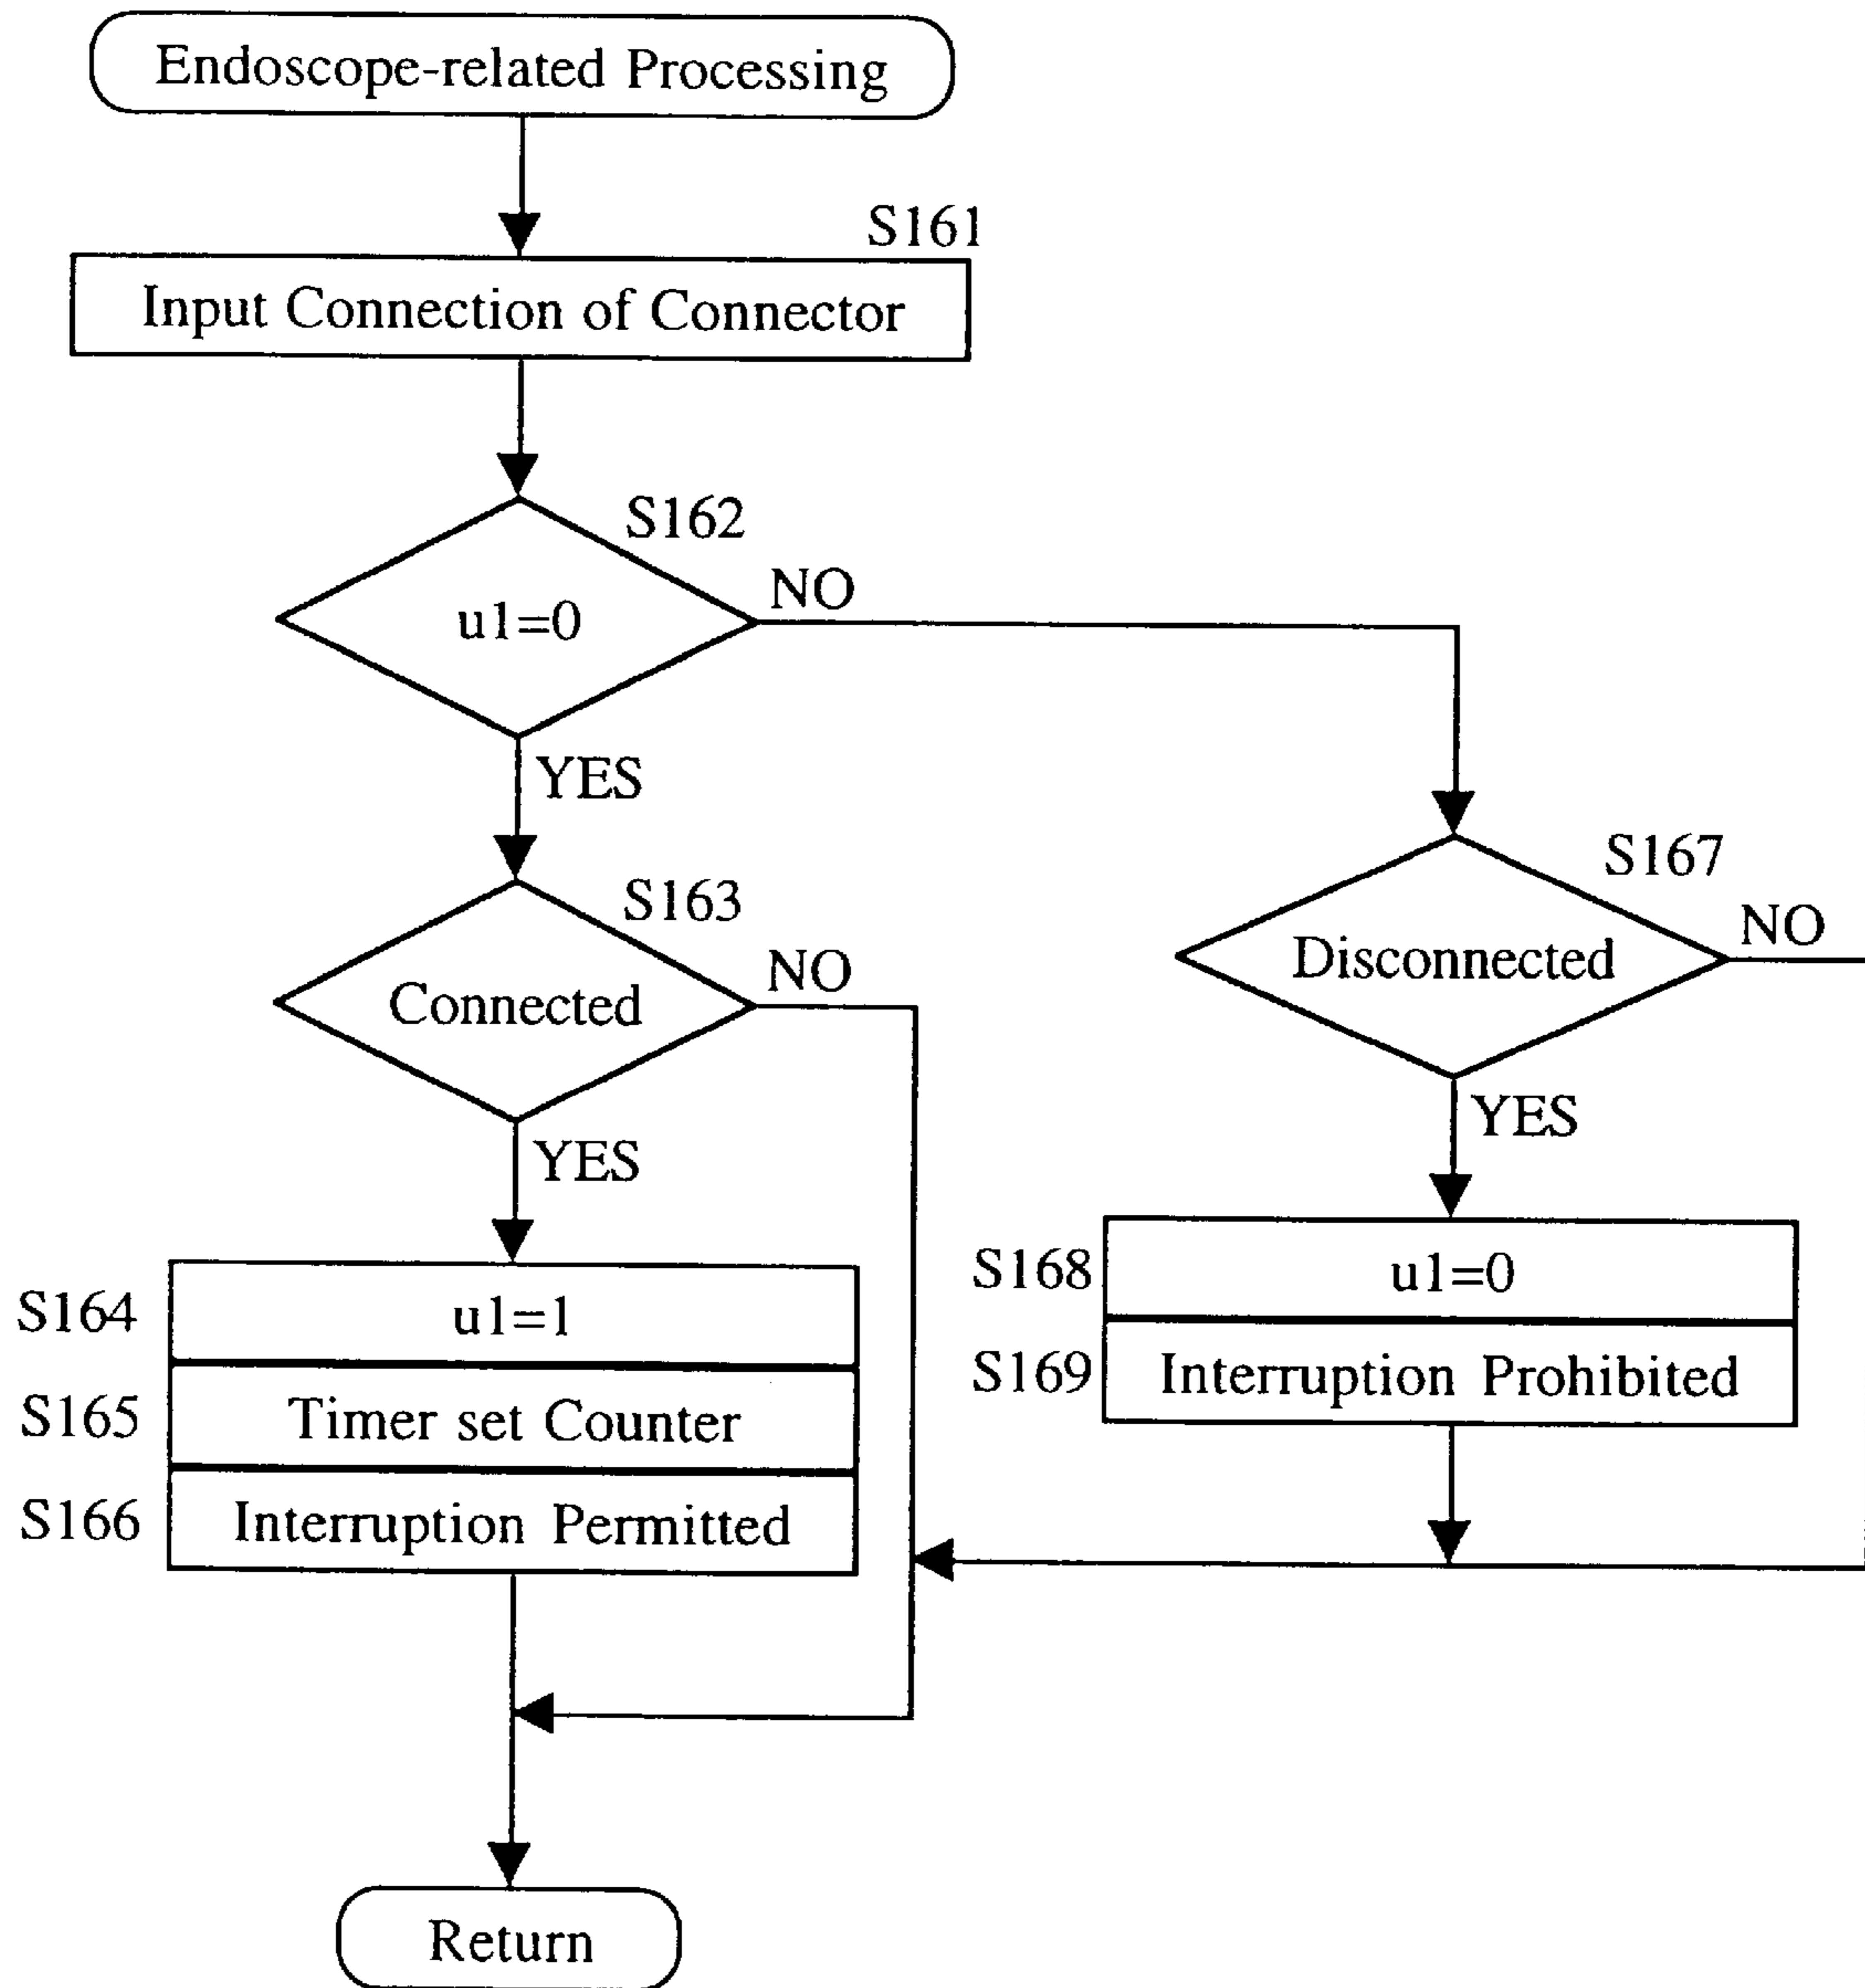 Endoscope-related Processing
S161
Input Connection of Connector
S162
u1=0
NO
YES
S163
Connected
NO
YES
S164
u1=1
S165
Timer set Counter
S166
Interruption Permitted
S167
Disconnected
NO
YES
S168
u1=0
S169
Interruption Prohibited
Return